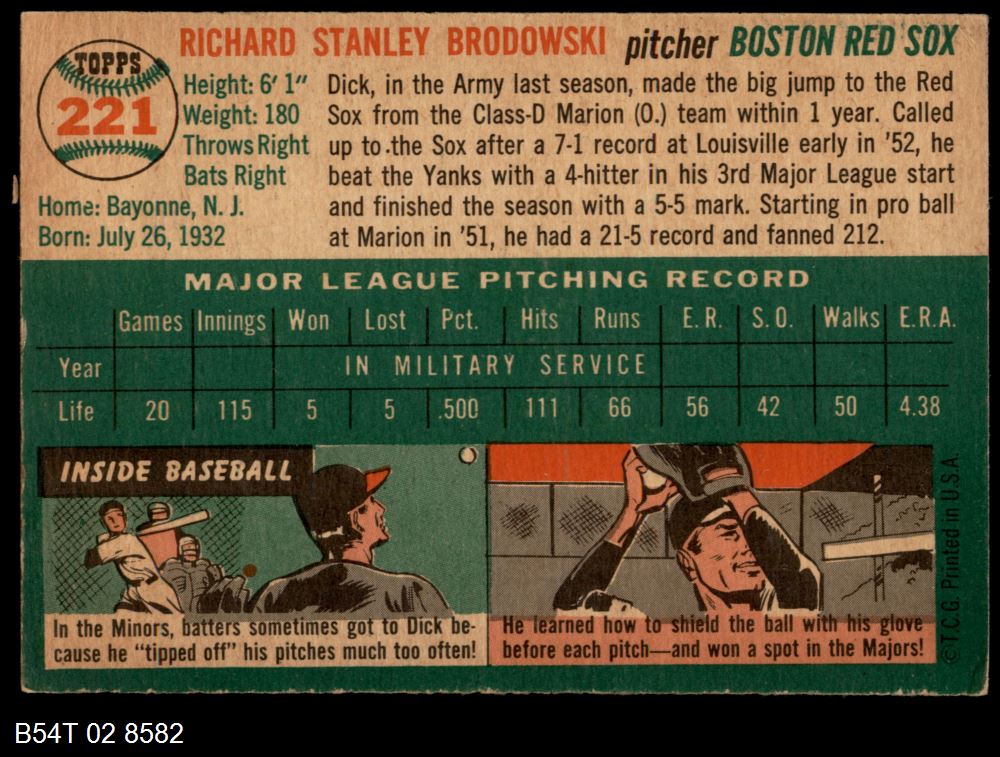 RICHARD STANLEY BRODOWSKI pitcher BOSTON RED SOX
TOPPS
221
Height: 6' 1"
Weight: 180
Throws Right
Bats Right
Home: Bayonne, N. J.
Born: July 26, 1932
Dick, in the Army last season, made the big jump to the Red
Sox from the Class-D Marion (O.) team within 1 year. Called
up to the Sox after a 7-1 record at Louisville early in '52, he
beat the Yanks with a 4-hitter in his 3rd Major League start
and finished the season with a 5-5 mark. Starting in pro ball
at Marion in '51, he had a 21-5 record and fanned 212.
MAJOR LEAGUE PITCHING RECORD
Games Innings Won Lost Pct. Hits Runs E. R. S. O. Walks E.R.A.
Year IN MILITARY SERVICE
Life 20 115 5 5 .500 111 66 56 42 50 4.38
INSIDE BASEBALL
In the Minors, batters sometimes got to Dick be-
cause he "tipped off" his pitches much too often!
He learned how to shield the ball with his glove
before each pitch—and won a spot in the Majors!
©T.C.G. Printed in U.S.A.
B54T 02 8582